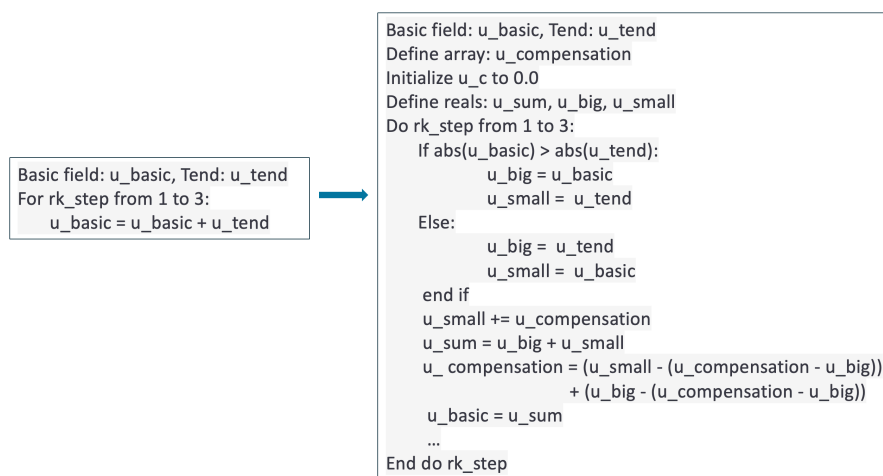 Basic field: u_basic, Tend: u_tend
For rk_step from 1 to 3:
u_basic = u_basic + u_tend
Basic field: u_basic, Tend: u_tend
Define array: u_compensation
Initialize u_c to 0.0
Define reals: u_sum, u_big, u_small
Do rk_step from 1 to 3:
If abs(u_basic) > abs(u_tend):
u_big = u_basic
u_small = u_tend
Else:
u_big = u_tend
u_small = u_basic
end if
u_small += u_compensation
u_sum = u_big + u_small
u_ compensation = (u_small - (u_compensation - u_big))
+ (u_big - (u_compensation - u_big))
u_basic = u_sum
...
End do rk_step